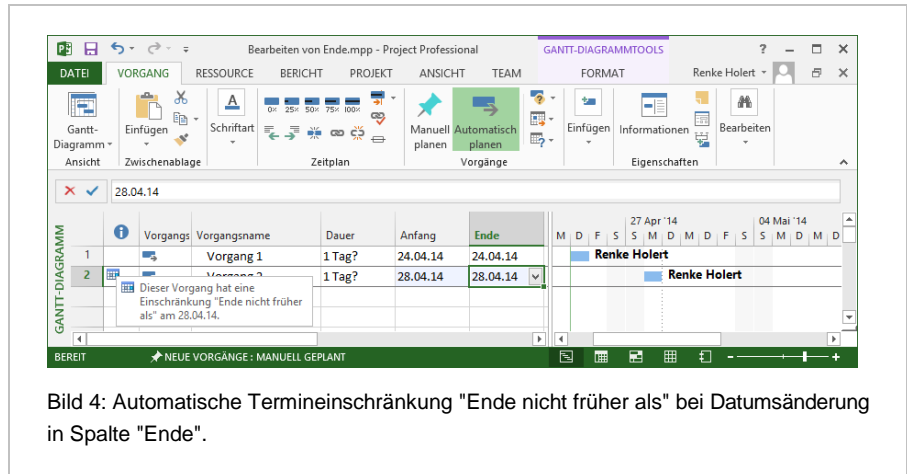 Bearbeiten von Ende.mpp - Project Professional GANTT-DIAGRAMMTOOLS ?
DATEI VORGANG RESSOURCE BERICHT PROJEKT ANSICHT TEAM FORMAT Renke Holert
0× 25× 50× 75× 100×
Gantt-
Diagramm
Einfügen
Schriftart
Manuell
planen
Automatisch
planen
Einfügen
Informationen
Bearbeiten
Ansicht Zwischenablage Zeitplan Vorgänge Eigenschaften
28.04.14
GANTT-DIAGRAMM
Vorgangs Vorgangsname Dauer Anfang Ende
27 Apr '14 04 Mai '14
M D F S S M D M D F S S M D M D
1 Vorgang 1 1 Tag? 24.04.14 24.04.14 Renke Holert
2 1 Tag? 28.04.14 28.04.14 Renke Holert
Dieser Vorgang hat eine
Einschränkung "Ende nicht früher
als" am 28.04.14.
BEREIT NEUE VORGÄNGE : MANUELL GEPLANT
Bild 4: Automatische Termineinschränkung "Ende nicht früher als" bei Datumsänderung
in Spalte "Ende".